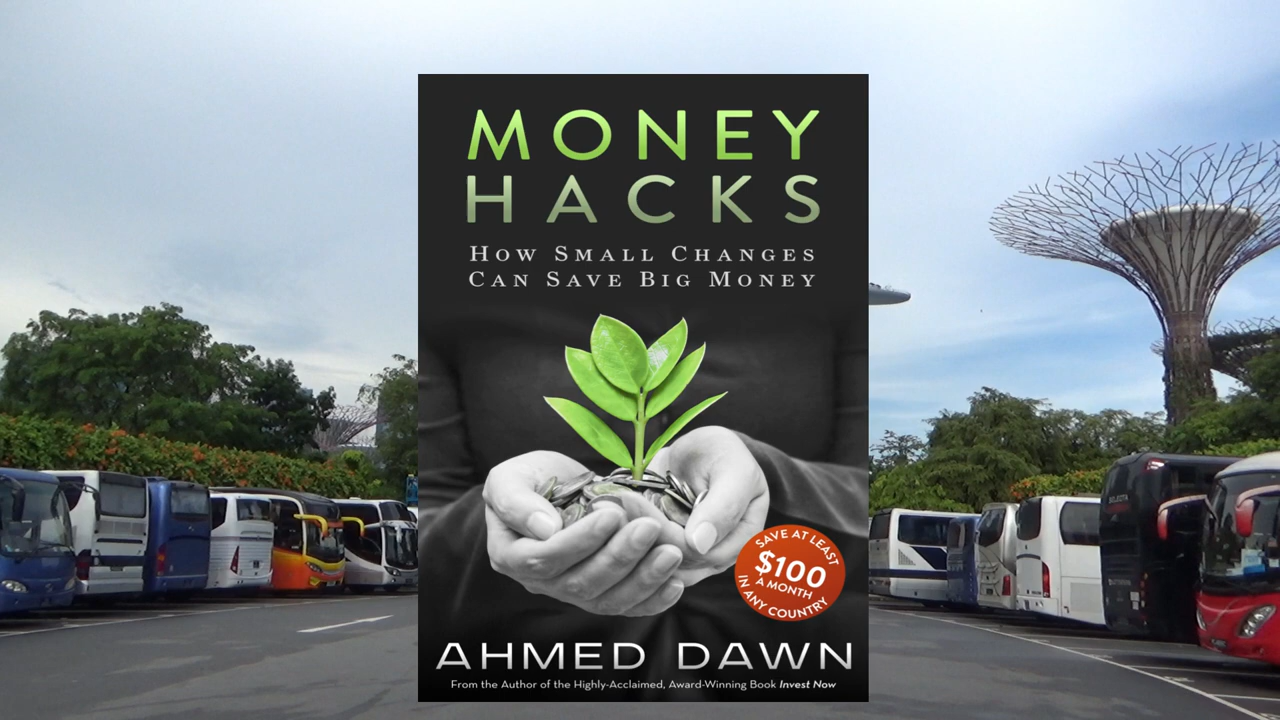 MONEY
HACKS
HOW SMALL CHANGES
CAN SAVE BIG MONEY
SAVE AT LEAST
$100
A MONTH
IN ANY COUNTRY
AHMED DAWN
From the Author of the Highly-Acclaimed, Award-Winning Book Invest Now